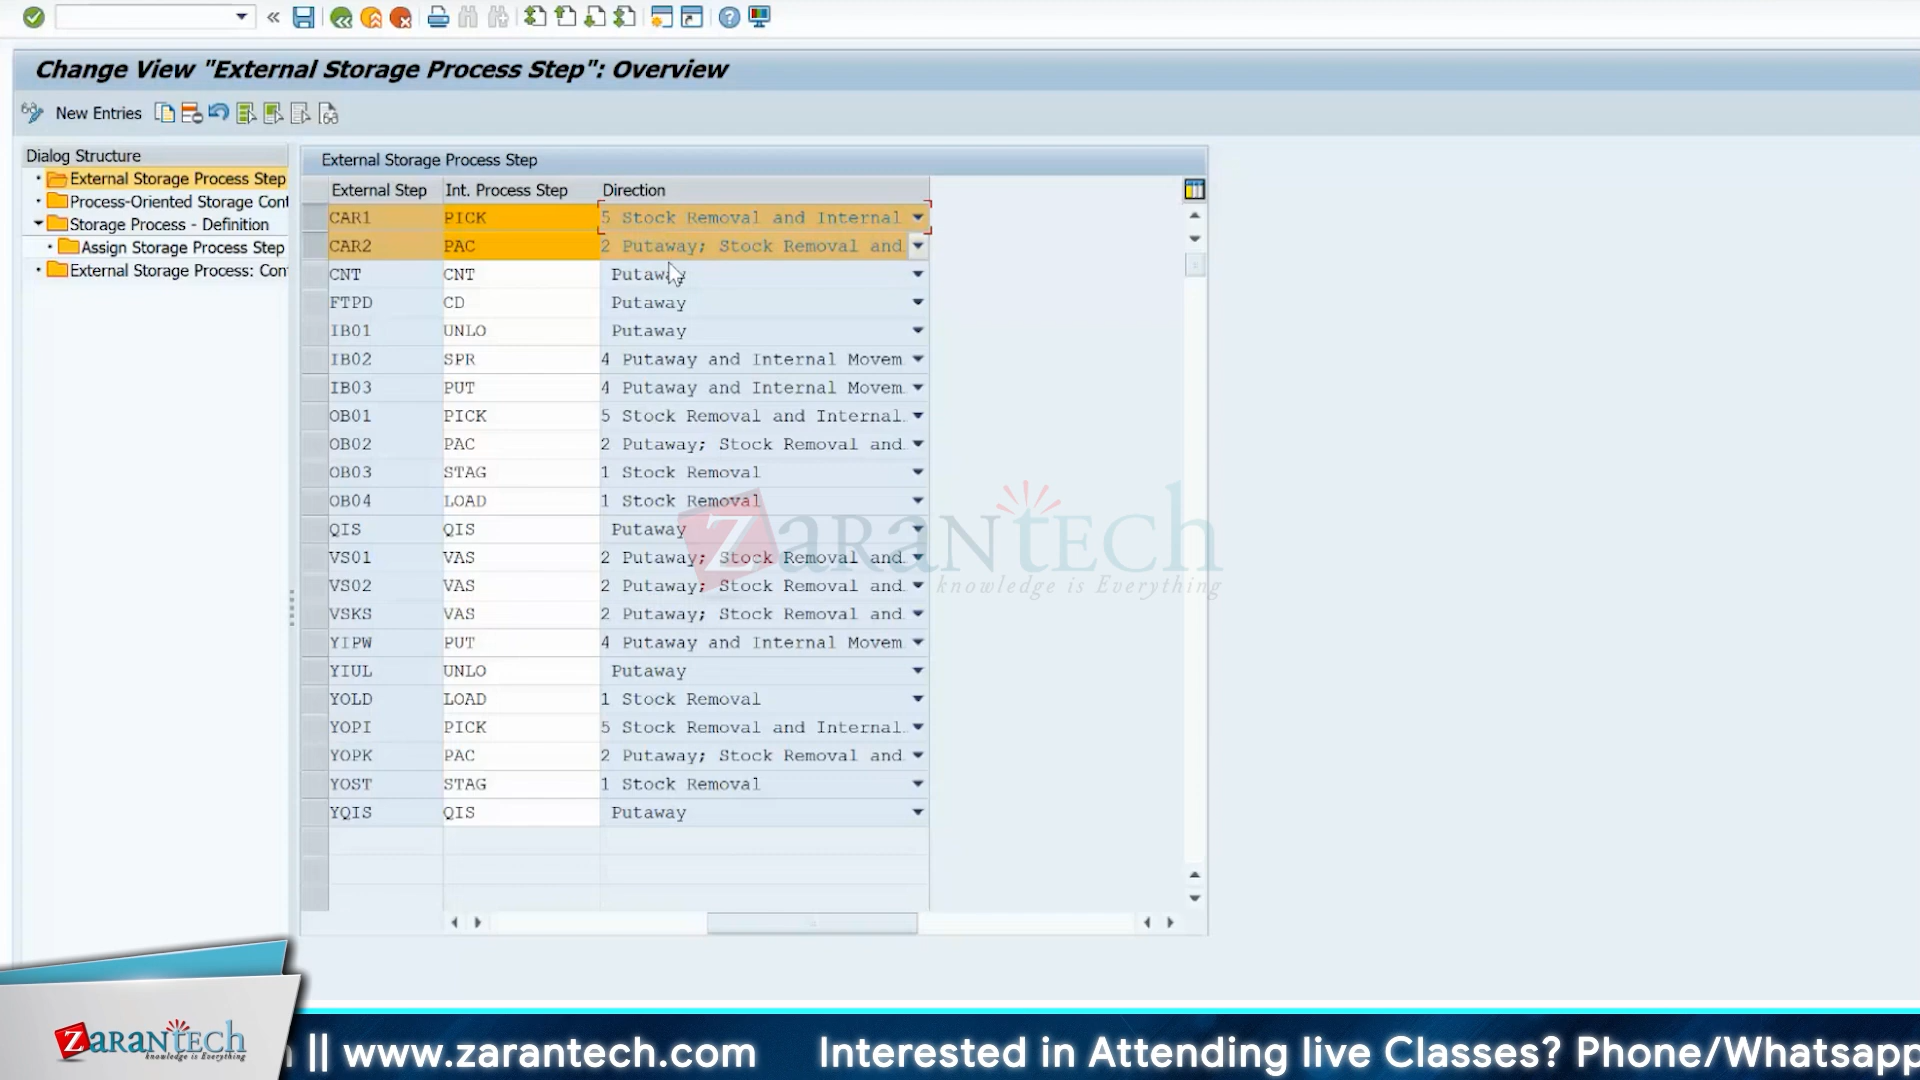 Change View "External Storage Process Step": Overview
New Entries
Dialog Structure
External Storage Process Step
Process-Oriented Storage Cont
Storage Process - Definition
Assign Storage Process Step
External Storage Process: Con
External Storage Process Step
External Step Int. Process Step Direction
CAR1 PICK 5 Stock Removal and Internal
CAR2 PAC 2 Putaway; Stock Removal and
CNT CNT Putaway
FTPD CD Putaway
IB01 UNLO Putaway
IB02 SPR 4 Putaway and Internal Movem
IB03 PUT 4 Putaway and Internal Movem
OB01 PICK 5 Stock Removal and Internal
OB02 PAC 2 Putaway; Stock Removal and
OB03 STAG 1 Stock Removal
OB04 LOAD 1 Stock Removal
QIS QIS Putaway
VS01 VAS 2 Putaway; Stock Removal and
VS02 VAS 2 Putaway; Stock Removal and
VSKS VAS 2 Putaway; Stock Removal and
YIPW PUT 4 Putaway and Internal Movem
YIUL UNLO Putaway
YOLD LOAD 1 Stock Removal
YOPI PICK 5 Stock Removal and Internal
YOPK PAC 2 Putaway; Stock Removal and
YOST STAG 1 Stock Removal
YQIS QIS Putaway
ZaranTech
knowledge is Everything
ZaranTech
knowledge is Everything
|| www.zarantech.com Interested in Attending live Classes? Phone/Whatsapp